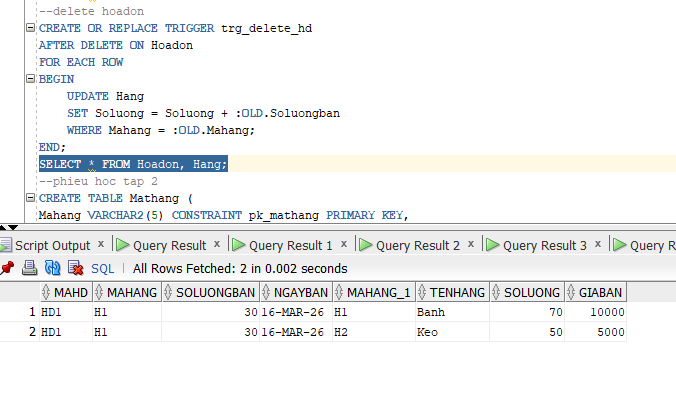 --delete hoadon
CREATE OR REPLACE TRIGGER trg_delete_hd
AFTER DELETE ON Hoadon
FOR EACH ROW
BEGIN
UPDATE Hang
SET Soluong = Soluong + :OLD.Soluongban
WHERE Mahang = :OLD.Mahang;
END;
SELECT * FROM Hoadon, Hang;
--phieu hoc tap 2
CREATE TABLE Mathang (
Mahang VARCHAR2(5) CONSTRAINT pk_mathang PRIMARY KEY,
Script Output x Query Result x Query Result 1 x Query Result 2 x Query Result 3 x Query R
SQL | All Rows Fetched: 2 in 0.002 seconds
MAHD MAHANG SOLUONGBAN NGAYBAN MAHANG_1 TENHANG SOLUONG GIABAN
1 HD1 H1 30 16-MAR-26 H1 Banh 70 10000
2 HD1 H1 30 16-MAR-26 H2 Keo 50 5000